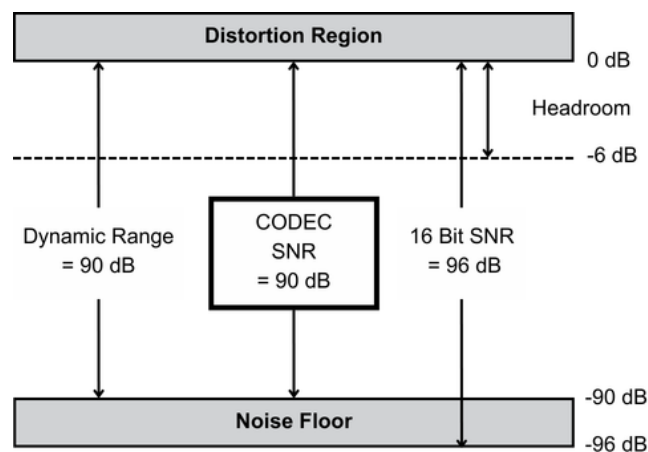 Distortion Region
0 dB
Headroom
-6 dB
Dynamic Range
= 90 dB
CODEC
SNR
= 90 dB
16 Bit SNR
= 96 dB
-90 dB
Noise Floor
-96 dB